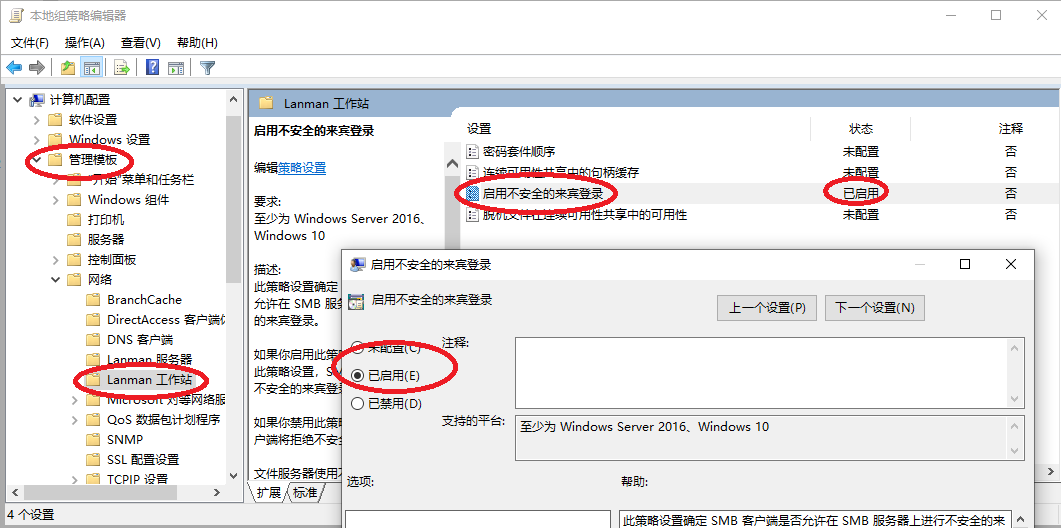 本地组策略编辑器
文件(F) 操作(A) 查看(V) 帮助(H)
计算机配置
软件设置
Windows 设置
管理模板
"开始"菜单和任务栏
Windows 组件
打印机
服务器
控制面板
网络
BranchCache
DirectAccess 客户端
DNS 客户端
Lanman 服务器
Lanman 工作站
Microsoft 对等网络服
QoS 数据包计划程序
SNMP
SSL 配置设置
TCPIP 设置
Lanman 工作站
启用不安全的来宾登录
编辑策略设置
要求:
至少为 Windows Server 2016、
Windows 10
描述:
此策略设置确定
允许在 SMB 服务
的来宾登录。
如果你启用此策略
此策略设置，
不安全的来宾登录
如果你禁用此策略
户端将拒绝不安全
文件服务器使用不
设置 状态 注释
密码套件顺序 未配置 否
连续可用性共享中的句柄缓存 未配置 否
启用不安全的来宾登录 已启用 否
脱机文件在连续可用性共享中的可用性 未配置 否
扩展 标准
4 个设置
启用不安全的来宾登录
启用不安全的来宾登录
上一个设置(P) 下一个设置(N)
未配置(C)
已启用(E)
已禁用(D)
注释:
支持的平台:
至少为 Windows Server 2016、Windows 10
选项:
帮助:
此策略设置确定 SMB 客户端是否允许在 SMB 服务器上进行不安全的来